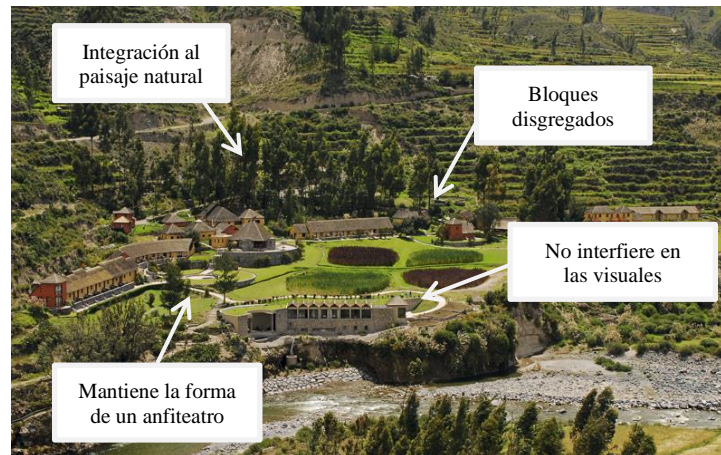 Integración al
paisaje natural
Bloques
disgregados
No interfiere en
las visuales
Mantiene la forma
de un anfiteatro